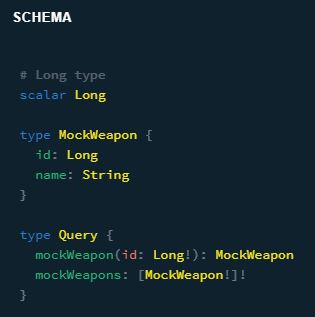 SCHEMA
# Long type
scalar Long
type MockWeapon {
  id: Long
  name: String
}
type Query {
  mockWeapon(id: Long!): MockWeapon
  mockWeapons: [MockWeapon!]!
}